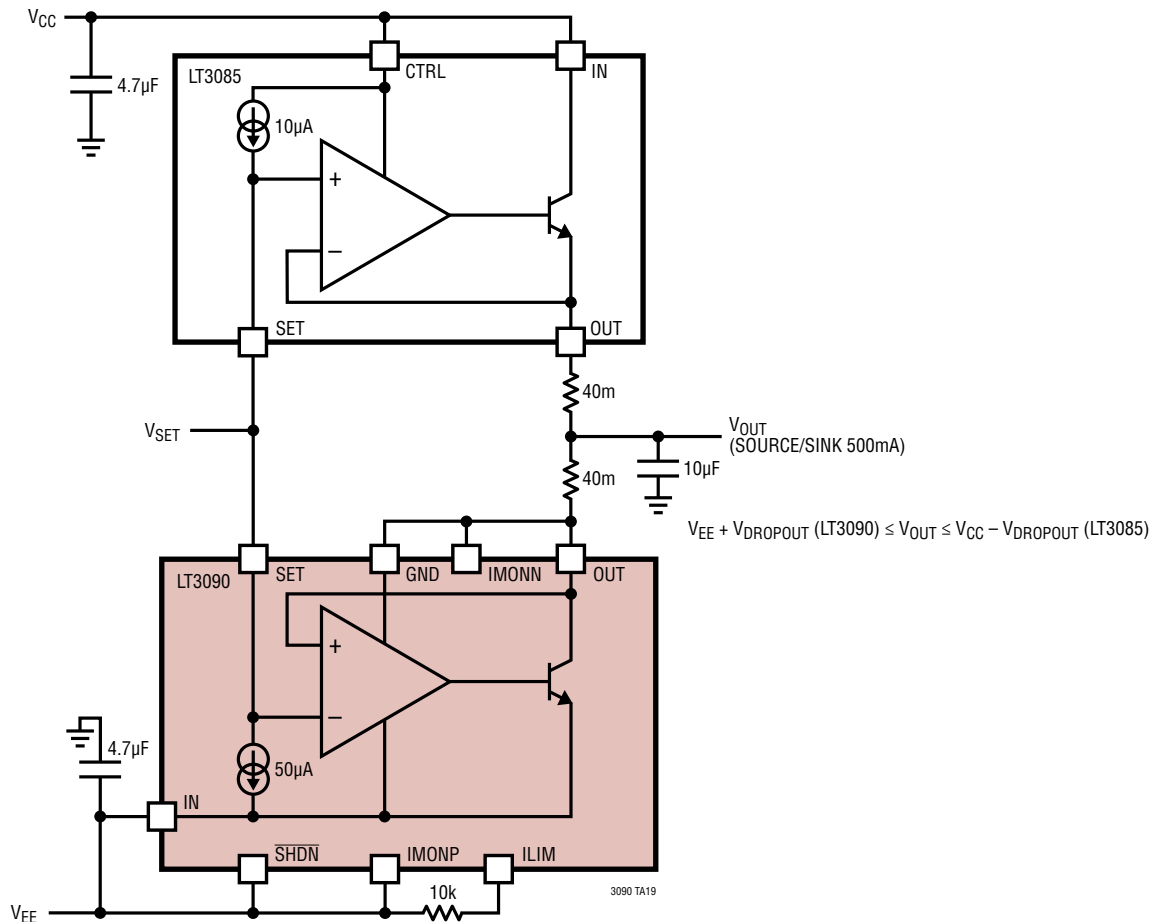 VCC
4.7µF
LT3085
CTRL
IN
10µA
+
–
SET
OUT
40m
VSET
VOUT
(SOURCE/SINK 500mA)
10µF
40m
VEE + VDROPOUT (LT3090) ≤ VOUT ≤ VCC – VDROPOUT (LT3085)
LT3090
SET
GND
IMONN
OUT
+
–
50µA
4.7µF
IN
SHDN
IMONP
ILIM
10k
VEE
3090 TA19